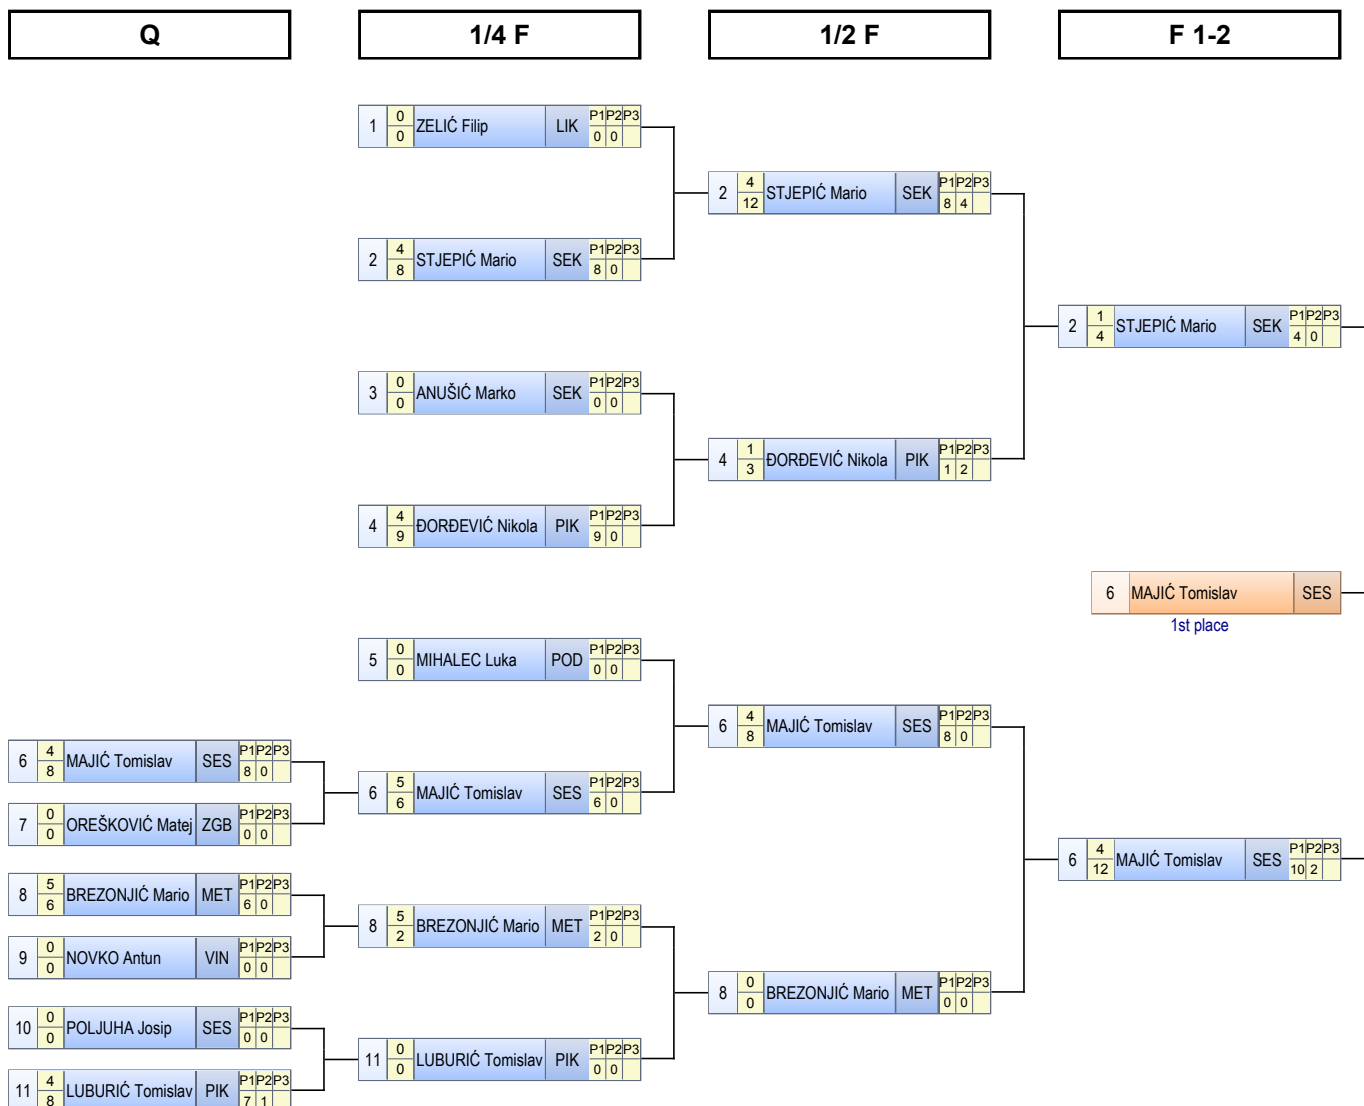 Q
1/4 F
1/2 F
F 1-2
1 0 0 ZELIĆ Filip LIK P1 P2 P3 0 0
2 4 12 STJEPIĆ Mario SEK P1 P2 P3 8 4
2 4 8 STJEPIĆ Mario SEK P1 P2 P3 8 0
2 1 4 STJEPIĆ Mario SEK P1 P2 P3 4 0
3 0 0 ANUŠIĆ Marko SEK P1 P2 P3 0 0
4 1 3 ĐORĐEVIĆ Nikola PIK P1 P2 P3 1 2
4 4 9 ĐORĐEVIĆ Nikola PIK P1 P2 P3 9 0
6 MAJIĆ Tomislav SES
1st place
5 0 0 MIHALEC Luka POD P1 P2 P3 0 0
6 4 8 MAJIĆ Tomislav SES P1 P2 P3 8 0
6 4 8 MAJIĆ Tomislav SES P1 P2 P3 8 0
6 5 6 MAJIĆ Tomislav SES P1 P2 P3 6 0
7 0 0 OREŠKOVIĆ Matej ZGB P1 P2 P3 0 0
6 4 12 MAJIĆ Tomislav SES P1 P2 P3 10 2
8 5 6 BREZONJIĆ Mario MET P1 P2 P3 6 0
8 5 2 BREZONJIĆ Mario MET P1 P2 P3 2 0
9 0 0 NOVKO Antun VIN P1 P2 P3 0 0
8 0 0 BREZONJIĆ Mario MET P1 P2 P3 0 0
10 0 0 POLJUHA Josip SES P1 P2 P3 0 0
11 0 0 LUBURIĆ Tomislav PIK P1 P2 P3 0 0
11 4 8 LUBURIĆ Tomislav PIK P1 P2 P3 7 1